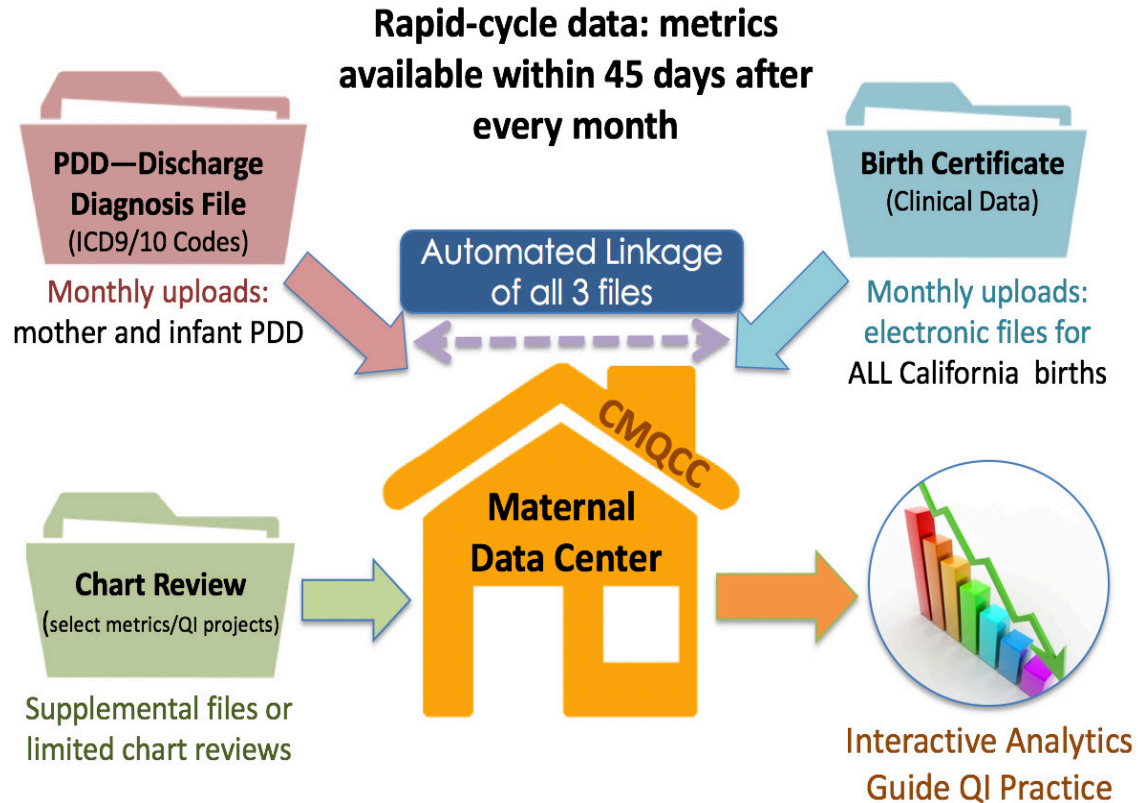 Rapid-cycle data: metrics
available within 45 days after
every month
PDD—Discharge
Diagnosis File
(ICD9/10 Codes)
Monthly uploads:
mother and infant PDD
Automated Linkage
of all 3 files
Birth Certificate
(Clinical Data)
Monthly uploads:
electronic files for
ALL California births
CMQCC
Maternal
Data Center
Chart Review
(select metrics/QI projects)
Supplemental files or
limited chart reviews
Interactive Analytics
Guide QI Practice